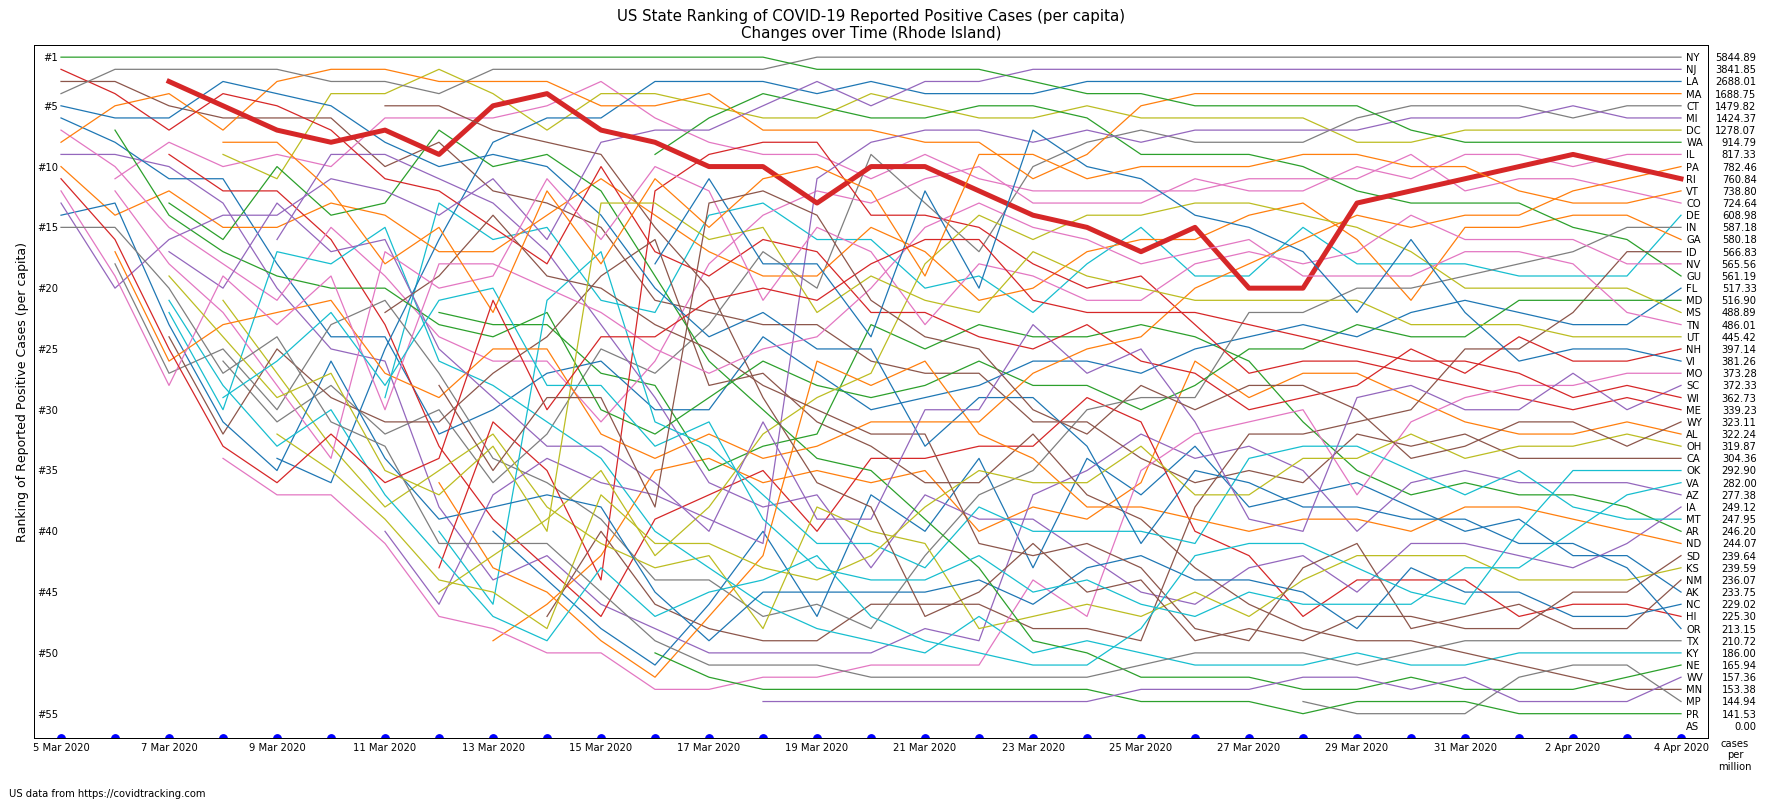 US State Ranking of COVID-19 Reported Positive Cases (per capita)
Changes over Time (Rhode Island)
Ranking of Reported Positive Cases (per capita)
#1
#5
#10
#15
#20
#25
#30
#35
#40
#45
#50
#55
NY 5844.89
NJ 3841.85
LA 2688.01
MA 1688.75
CT 1479.82
MI 1424.37
DC 1278.07
WA 914.79
IL 817.33
PA 782.46
RI 760.84
VT 738.80
CO 724.64
DE 608.98
IN 587.18
GA 580.18
ID 566.83
NV 565.56
GU 561.19
FL 517.33
MD 516.90
MS 488.89
TN 486.01
UT 445.42
NH 397.14
VI 381.26
MO 373.28
SC 372.33
WI 362.73
ME 339.23
WY 323.11
AL 322.24
OH 319.87
CA 304.36
OK 292.90
VA 282.00
AZ 277.38
IA 249.12
MT 247.95
AR 246.20
ND 244.07
SD 239.64
KS 239.59
NM 236.07
AK 233.75
NC 229.02
HI 225.30
OR 213.15
TX 210.72
KY 186.00
NE 165.94
WV 157.36
MN 153.38
MP 144.94
PR 141.53
AS 0.00
5 Mar 2020 7 Mar 2020 9 Mar 2020 11 Mar 2020 13 Mar 2020 15 Mar 2020 17 Mar 2020 19 Mar 2020 21 Mar 2020 23 Mar 2020 25 Mar 2020 27 Mar 2020 29 Mar 2020 31 Mar 2020 2 Apr 2020 4 Apr 2020
cases
per
million
US data from https://covidtracking.com